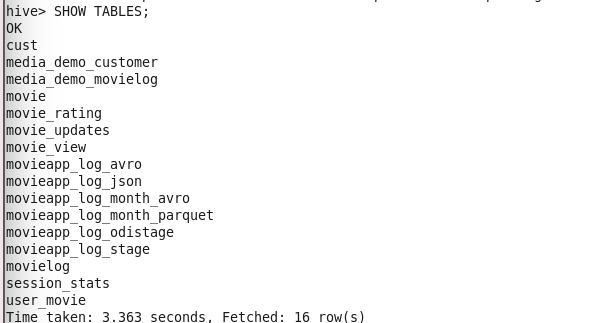 hive> SHOW TABLES;
OK
cust
media_demo_customer
media_demo_movielog
movie
movie_rating
movie_updates
movie_view
movieapp_log_avro
movieapp_log_json
movieapp_log_month_avro
movieapp_log_month_parquet
movieapp_log_odistage
movieapp_log_stage
movielog
session_stats
user_movie
Time taken: 3.363 seconds, Fetched: 16 row(s)